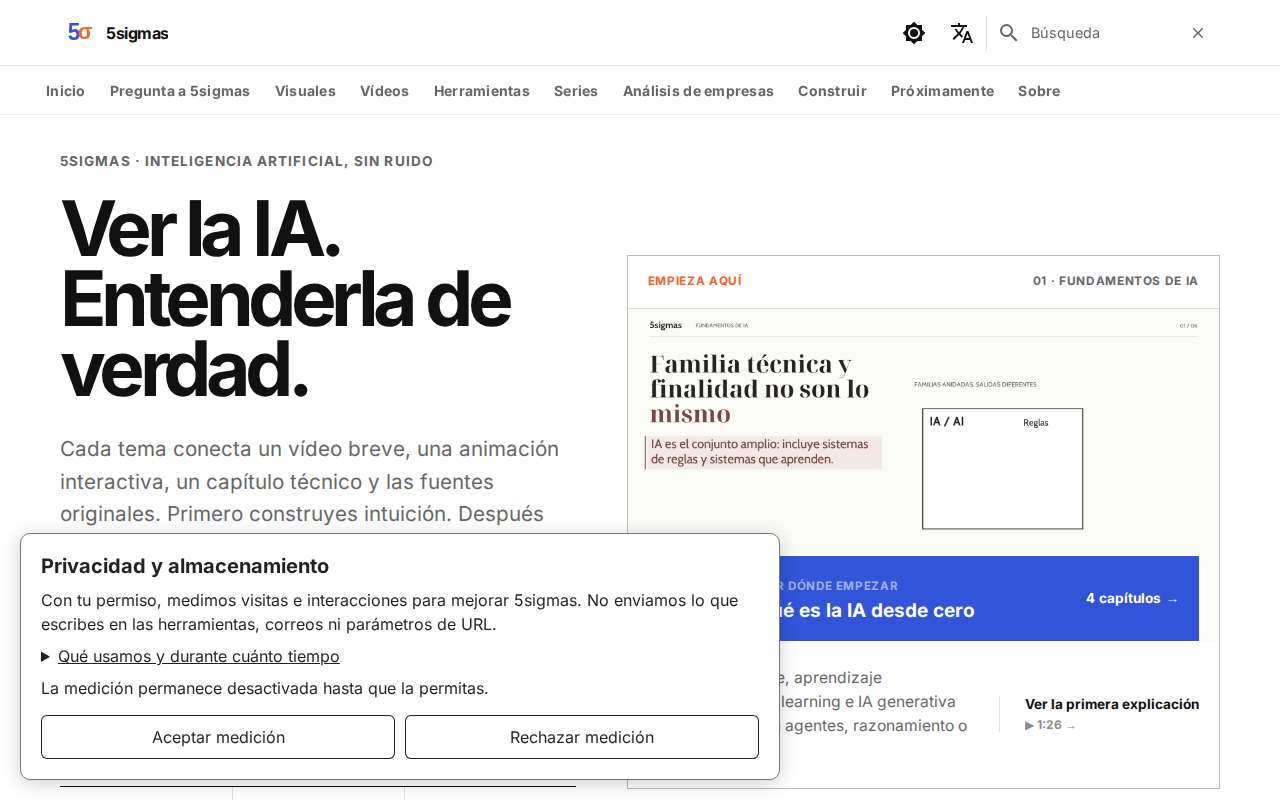 5σ 5sigmas
Búsqueda
Inicio Pregunta a 5sigmas Visuales Vídeos Herramientas Series Análisis de empresas Construir Próximamente Sobre
5SIGMAS · INTELIGENCIA ARTIFICIAL, SIN RUIDO
Ver la IA.
Entenderla de
verdad.
Cada tema conecta un vídeo breve, una animación
interactiva, un capítulo técnico y las fuentes
originales. Primero construyes intuición. Después
EMPIEZA AQUÍ 01 · FUNDAMENTOS DE IA
5sigmas FUNDAMENTOS DE IA 01 / 06
Familia técnica y
finalidad no son lo
mismo
IA es el conjunto amplio: incluye sistemas
de reglas y sistemas que aprenden.
FAMILIAS ANIDADAS, SALIDAS DIFERENTES
IA / AI Reglas
DÓNDE EMPEZAR
es la IA desde cero
4 capítulos →
aprendizaje
learning e IA generativa
agentes, razonamiento o
Ver la primera explicación
▶ 1:26 →
Privacidad y almacenamiento
Con tu permiso, medimos visitas e interacciones para mejorar 5sigmas. No enviamos lo que
escribes en las herramientas, correos ni parámetros de URL.
▶ Qué usamos y durante cuánto tiempo
La medición permanece desactivada hasta que la permitas.
Aceptar medición Rechazar medición